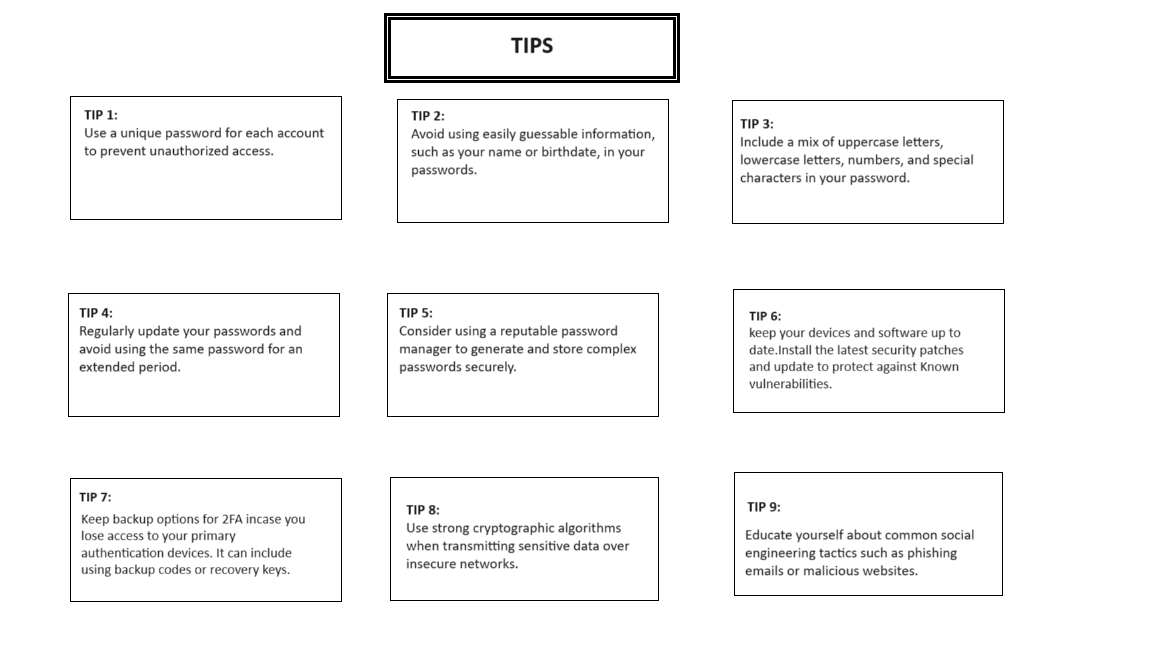 TIPS
TIP 1:
Use a unique password for each account
to prevent unauthorized access.
TIP 2:
Avoid using easily guessable information,
such as your name or birthdate, in your
passwords.
TIP 3:
Include a mix of uppercase letters,
lowercase letters, numbers, and special
characters in your password.
TIP 4:
Regularly update your passwords and
avoid using the same password for an
extended period.
TIP 5:
Consider using a reputable password
manager to generate and store complex
passwords securely.
TIP 6:
keep your devices and software up to
date.Install the latest security patches
and update to protect against Known
vulnerabilities.
TIP 7:
Keep backup options for 2FA incase you
lose access to your primary
authentication devices. It can include
using backup codes or recovery keys.
TIP 8:
Use strong cryptographic algorithms
when transmitting sensitive data over
insecure networks.
TIP 9:
Educate yourself about common social
engineering tactics such as phishing
emails or malicious websites.